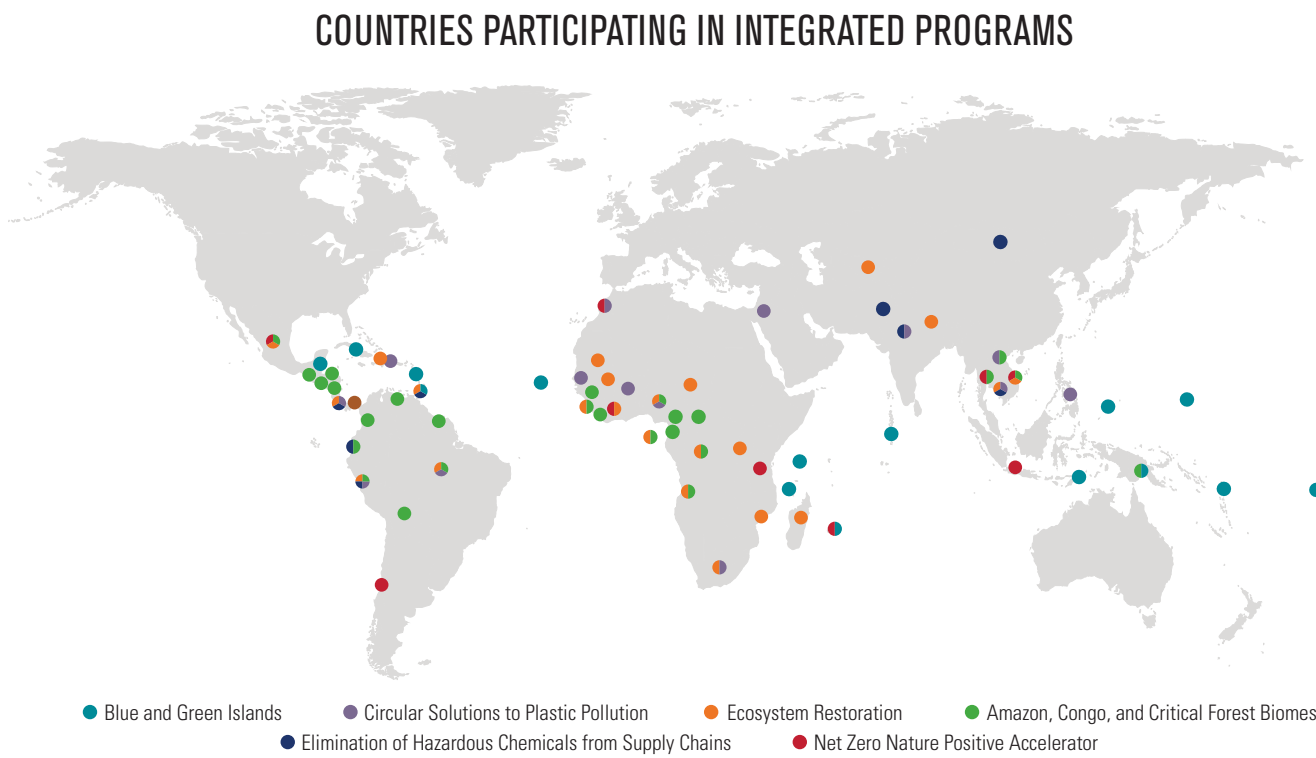 COUNTRIES PARTICIPATING IN INTEGRATED PROGRAMS
Blue and Green Islands
Circular Solutions to Plastic Pollution
Ecosystem Restoration
Amazon, Congo, and Critical Forest Biomes
Elimination of Hazardous Chemicals from Supply Chains
Net Zero Nature Positive Accelerator